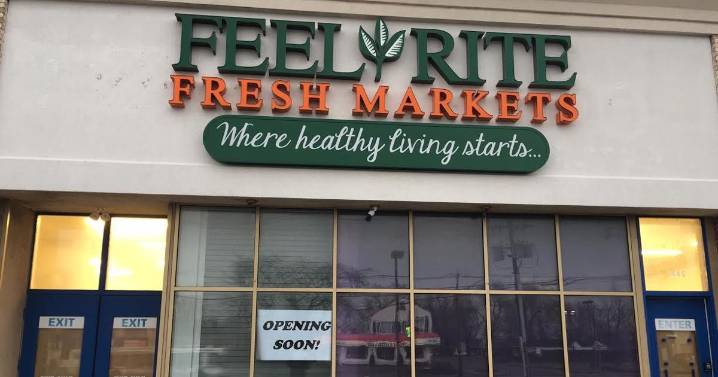 FEEL RITE
FRESH MARKETS
Where healthy living starts...
OPENING
SOON!
EXIT
EXIT
ENTER